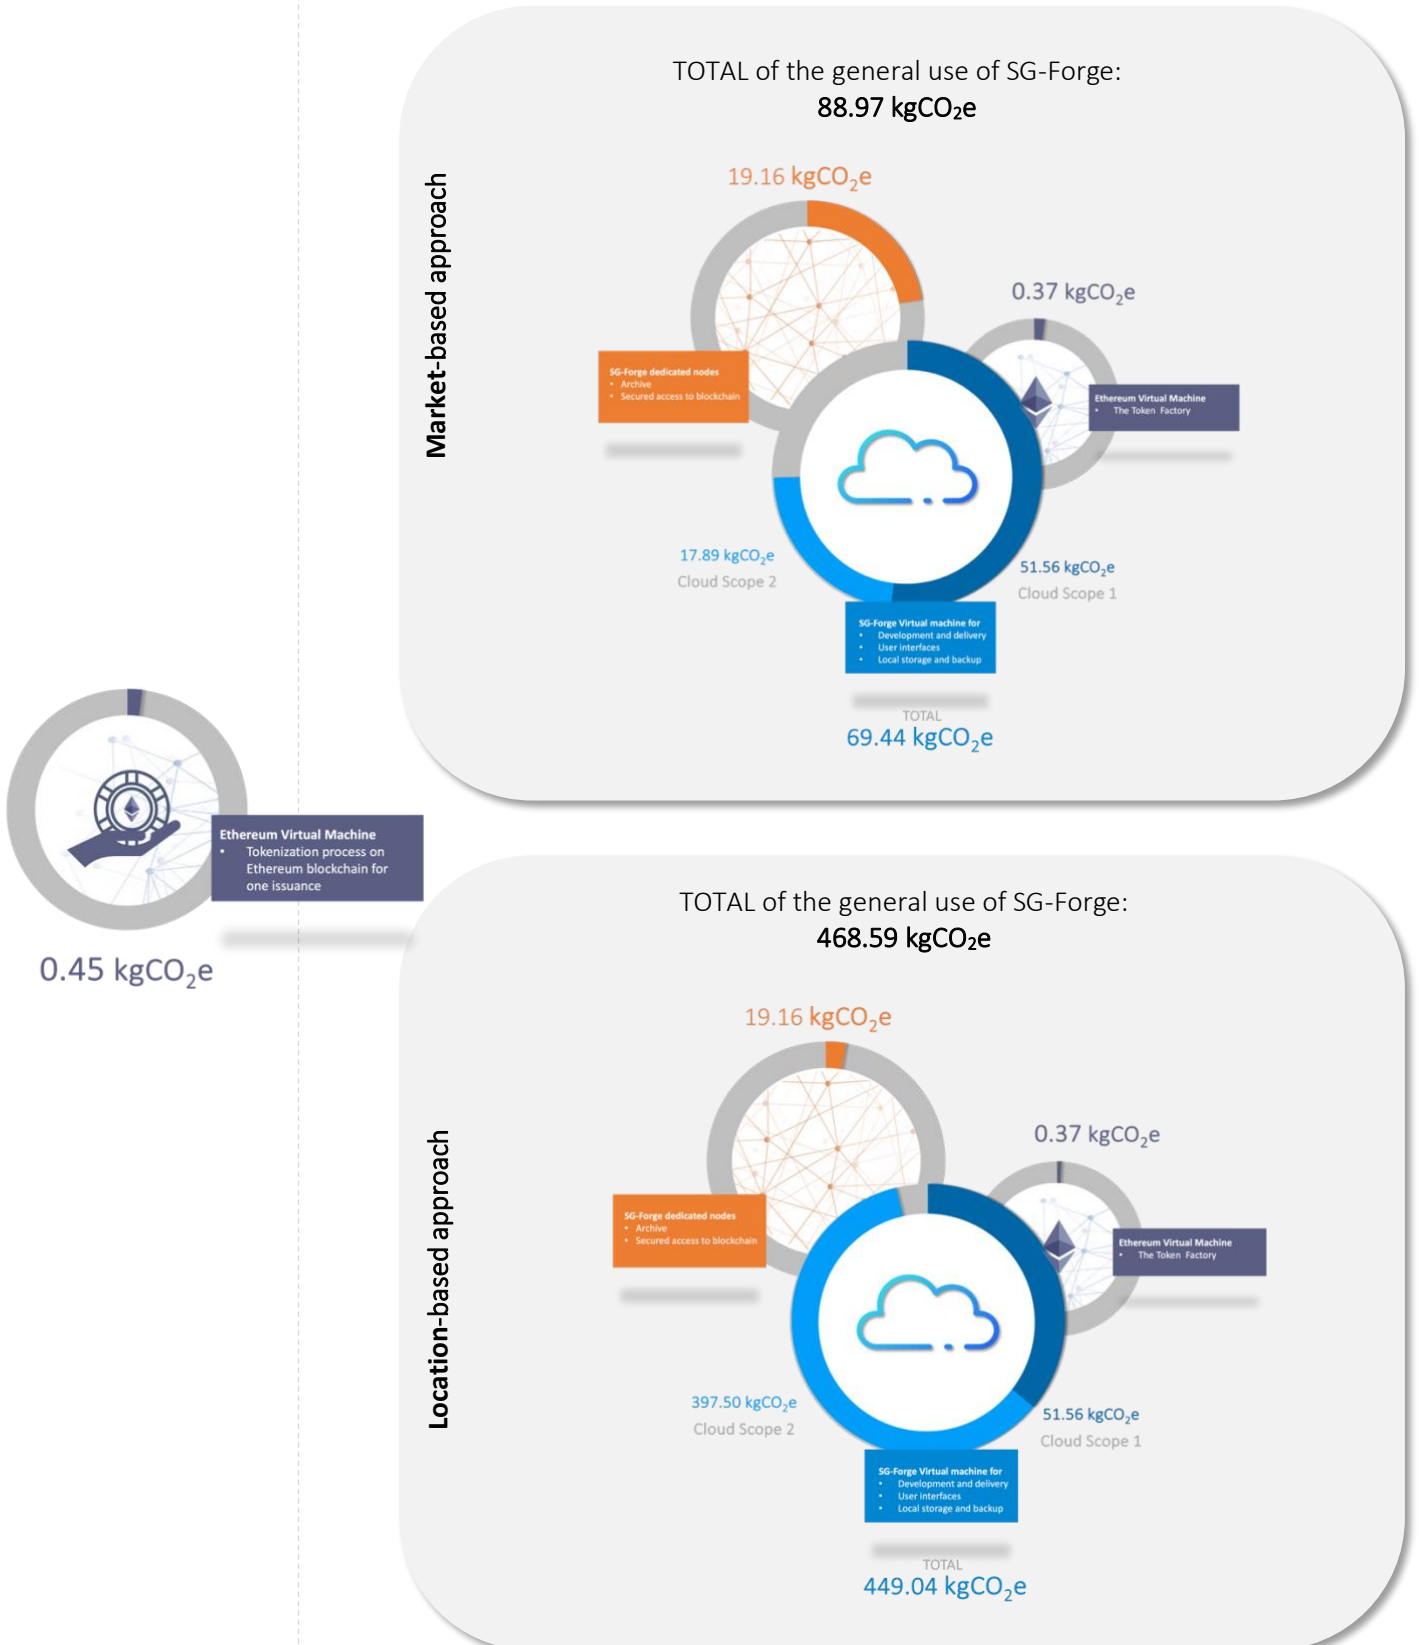 TOTAL of the general use of SG-Forge:
88.97 kgCO₂e
Market-based approach
19.16 kgCO₂e
0.37 kgCO₂e
SG-Forge dedicated nodes
• Archive
• Secured access to blockchain
Ethereum Virtual Machine
• The Token Factory
17.89 kgCO₂e
Cloud Scope 2
51.56 kgCO₂e
Cloud Scope 1
SG-Forge Virtual machine for
• Development and delivery
• User interfaces
• Local storage and backup
TOTAL
69.44 kgCO₂e
Ethereum Virtual Machine
• Tokenization process on
Ethereum blockchain for
one issuance
0.45 kgCO₂e
TOTAL of the general use of SG-Forge:
468.59 kgCO₂e
Location-based approach
19.16 kgCO₂e
0.37 kgCO₂e
SG-Forge dedicated nodes
• Archive
• Secured access to blockchain
Ethereum Virtual Machine
• The Token Factory
397.50 kgCO₂e
Cloud Scope 2
51.56 kgCO₂e
Cloud Scope 1
SG-Forge Virtual machine for
• Development and delivery
• User interfaces
• Local storage and backup
TOTAL
449.04 kgCO₂e